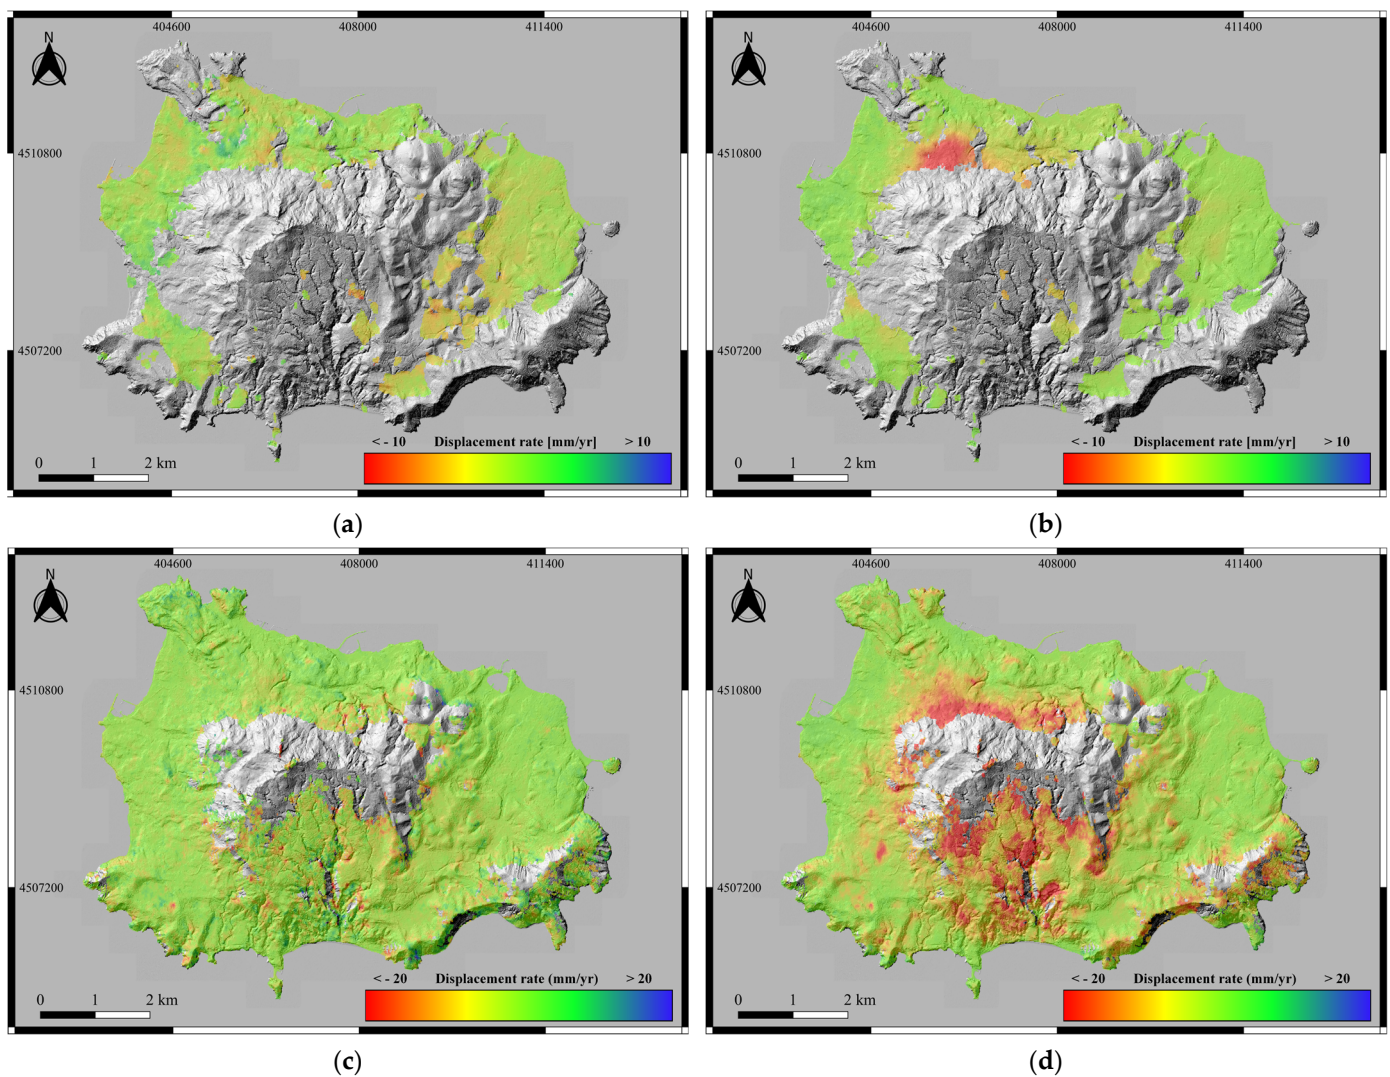 404600 408000 411400
404600 408000 411400
N
N
4510800
4510800
4507200
4507200
< - 10 Displacement rate [mm/yr] > 10
< - 10 Displacement rate [mm/yr] > 10
0 1 2 km
0 1 2 km
(a)
(b)
404600 408000 411400
404600 408000 411400
N
N
4510800
4510800
4507200
4507200
< - 20 Displacement rate (mm/yr) > 20
< - 20 Displacement rate (mm/yr) > 20
0 1 2 km
0 1 2 km
(c)
(d)